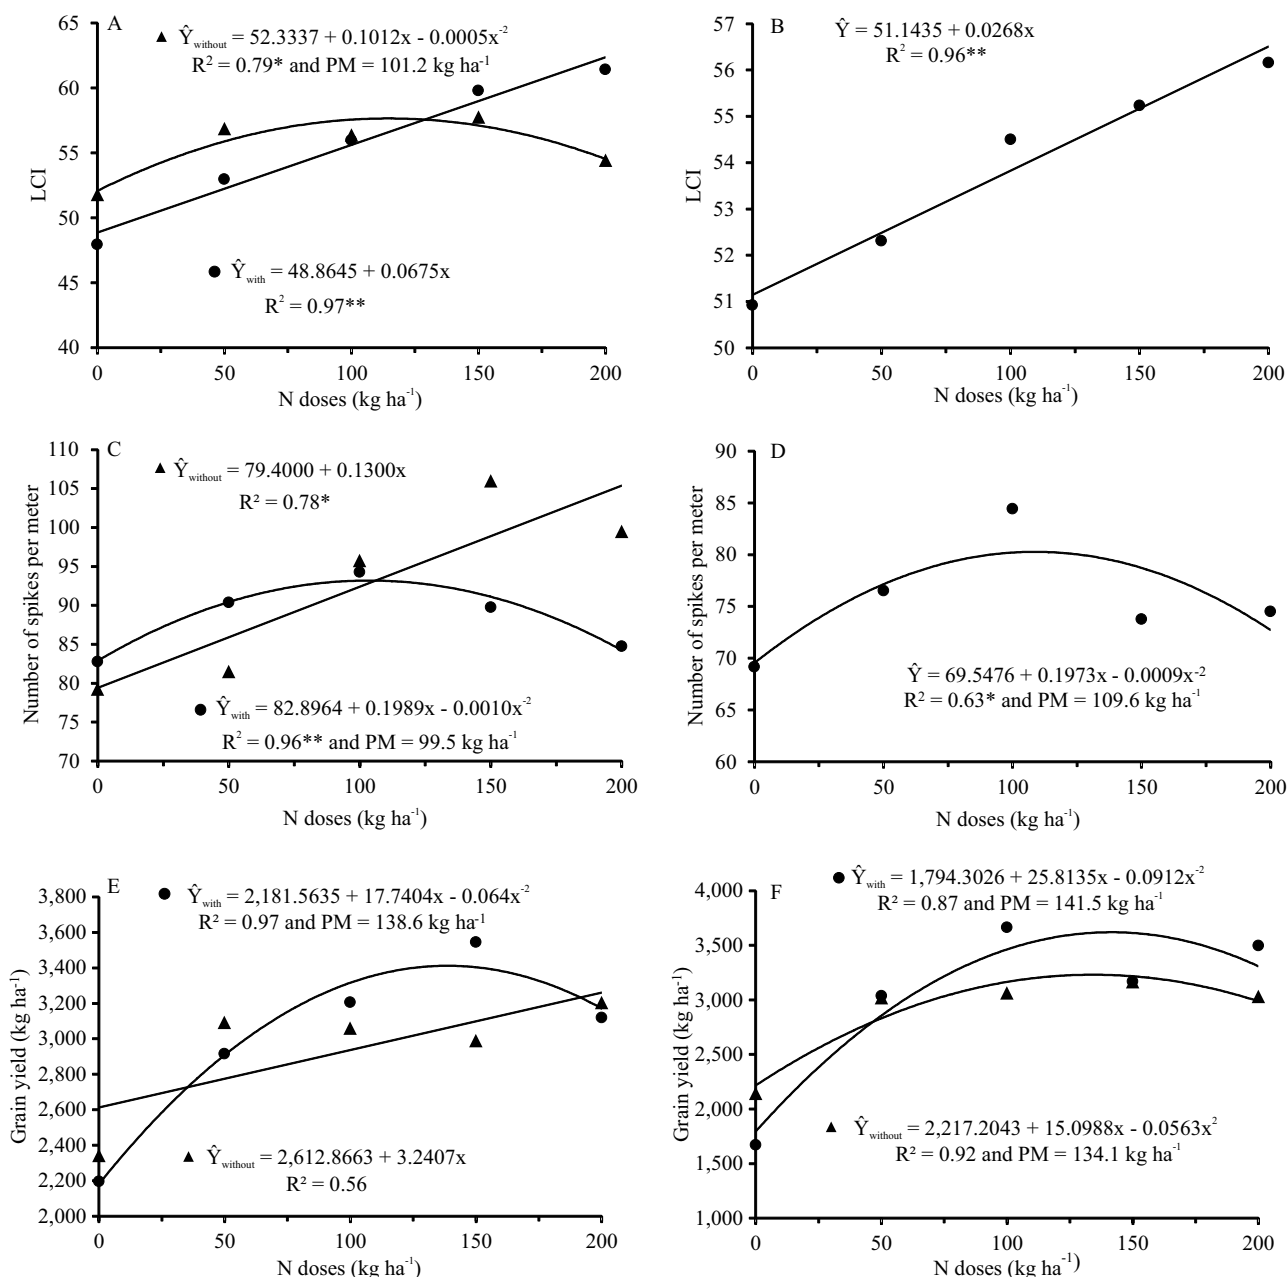 A
Ŷwithout = 52.3337 + 0.1012x - 0.0005x⁻²
R² = 0.79* and PM = 101.2 kg ha⁻¹
Ŷwith = 48.8645 + 0.0675x
R² = 0.97**
65
60
55
50
45
40
LCI
0 50 100 150 200
N doses (kg ha⁻¹)
B
Ŷ = 51.1435 + 0.0268x
R² = 0.96**
57
56
55
54
53
52
51
50
LCI
0 50 100 150 200
N doses (kg ha⁻¹)
C
Ŷwithout = 79.4000 + 0.1300x
R² = 0.78*
Ŷwith = 82.8964 + 0.1989x - 0.0010x⁻²
R² = 0.96** and PM = 99.5 kg ha⁻¹
110
105
100
95
90
85
80
75
70
Number of spikes per meter
0 50 100 150 200
N doses (kg ha⁻¹)
D
Ŷ = 69.5476 + 0.1973x - 0.0009x⁻²
R² = 0.63* and PM = 109.6 kg ha⁻¹
90
85
80
75
70
65
60
Number of spikes per meter
0 50 100 150 200
N doses (kg ha⁻¹)
E
Ŷwith = 2,181.5635 + 17.7404x - 0.064x⁻²
R² = 0.97 and PM = 138.6 kg ha⁻¹
Ŷwithout = 2,612.8663 + 3.2407x
R² = 0.56
3,800
3,600
3,400
3,200
3,000
2,800
2,600
2,400
2,200
2,000
Grain yield (kg ha⁻¹)
0 50 100 150 200
N doses (kg ha⁻¹)
F
Ŷwith = 1,794.3026 + 25.8135x - 0.0912x⁻²
R² = 0.87 and PM = 141.5 kg ha⁻¹
Ŷwithout = 2,217.2043 + 15.0988x - 0.0563x²
R² = 0.92 and PM = 134.1 kg ha⁻¹
4,000
3,500
3,000
2,500
2,000
1,500
1,000
Grain yield (kg ha⁻¹)
0 50 100 150 200
N doses (kg ha⁻¹)